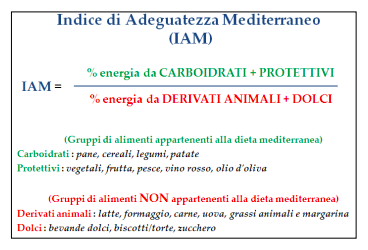 Indice di Adeguatezza Mediterraneo
(IAM)
% energia da CARBOIDRATI + PROTETTIVI
IAM =
% energia da DERIVATI ANIMALI + DOLCI
(Gruppi di alimenti appartenenti alla dieta mediterranea)
Carboidrati : pane, cereali, legumi, patate
Protettivi : vegetali, frutta, pesce, vino rosso, olio d'oliva
(Gruppi di alimenti NON appartenenti alla dieta mediterranea)
Derivati animali : latte, formaggio, carne, uova, grassi animali e margarina
Dolci : bevande dolci, biscotti/torte, zucchero